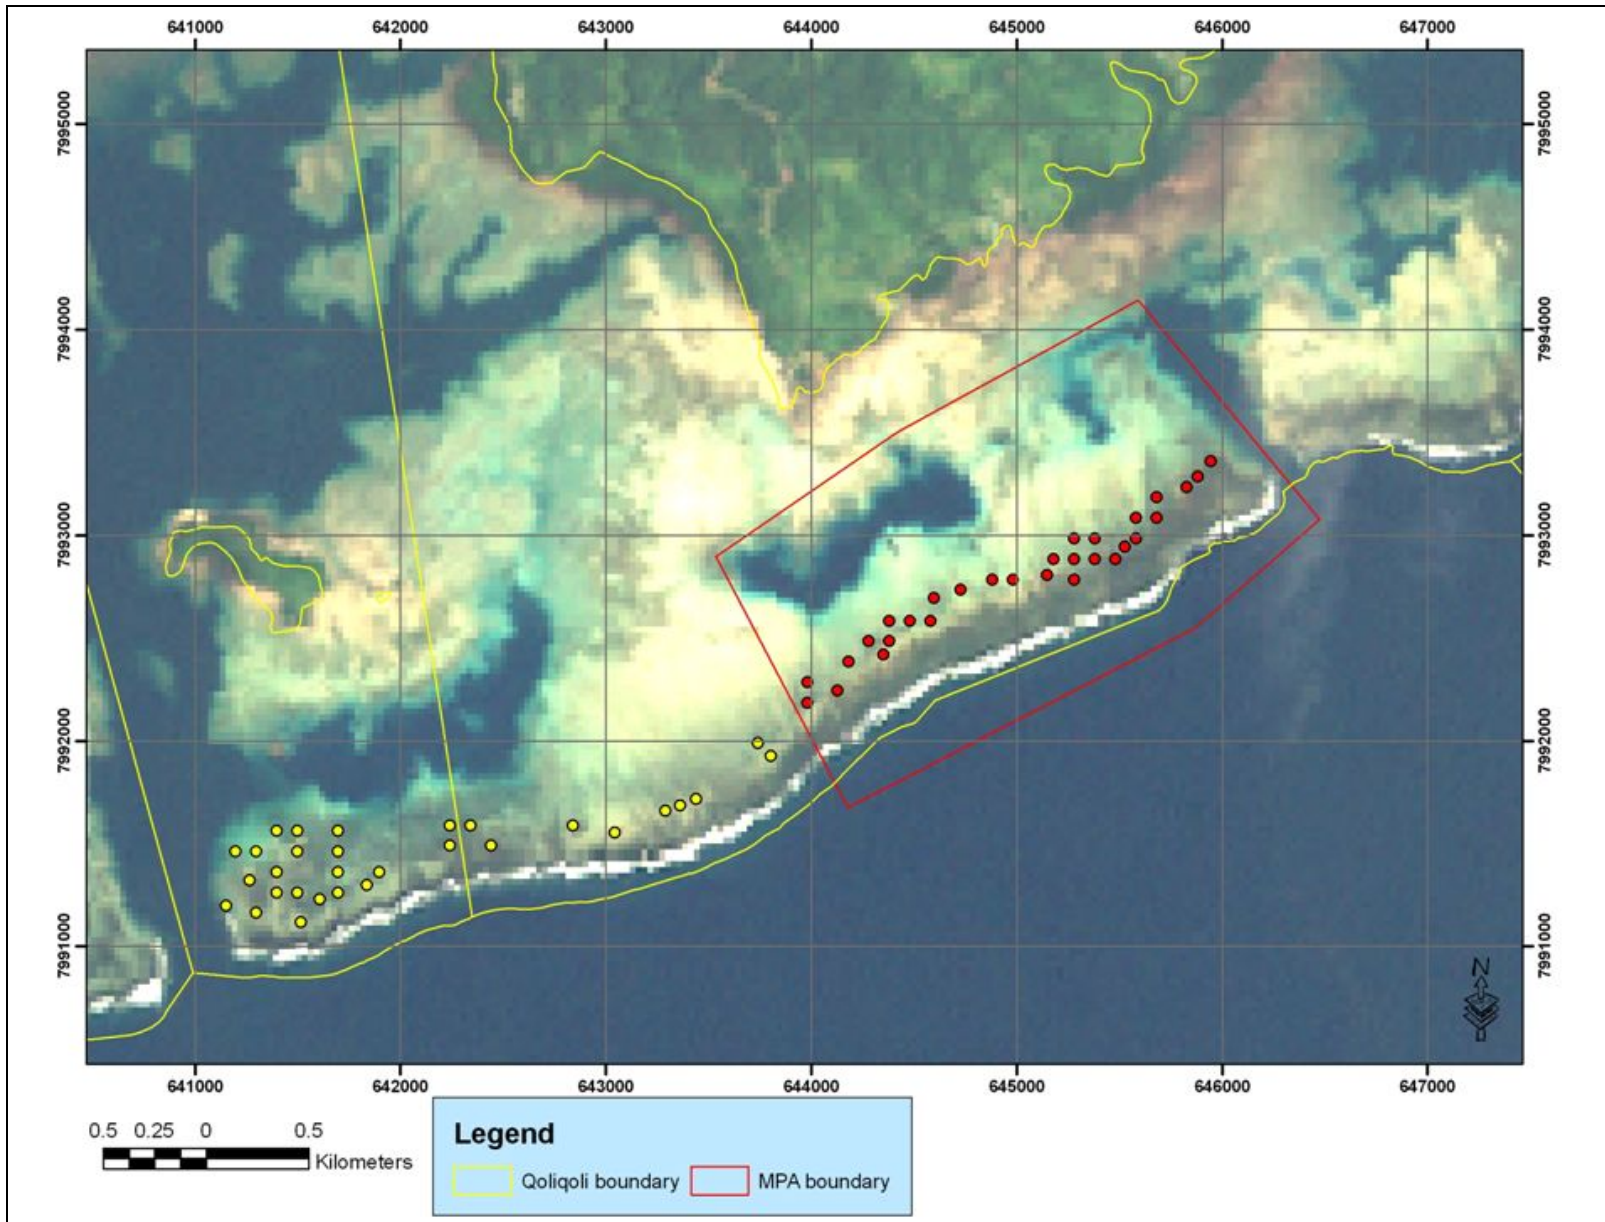 641000 642000 643000 644000 645000 646000 647000
7995000 7995000
7994000 7994000
7993000 7993000
7992000 7992000
7991000 7991000
N
641000 642000 643000 644000 645000 646000 647000
0.5 0.25 0 0.5
Kilometers
Legend
Qoliqoli boundary MPA boundary